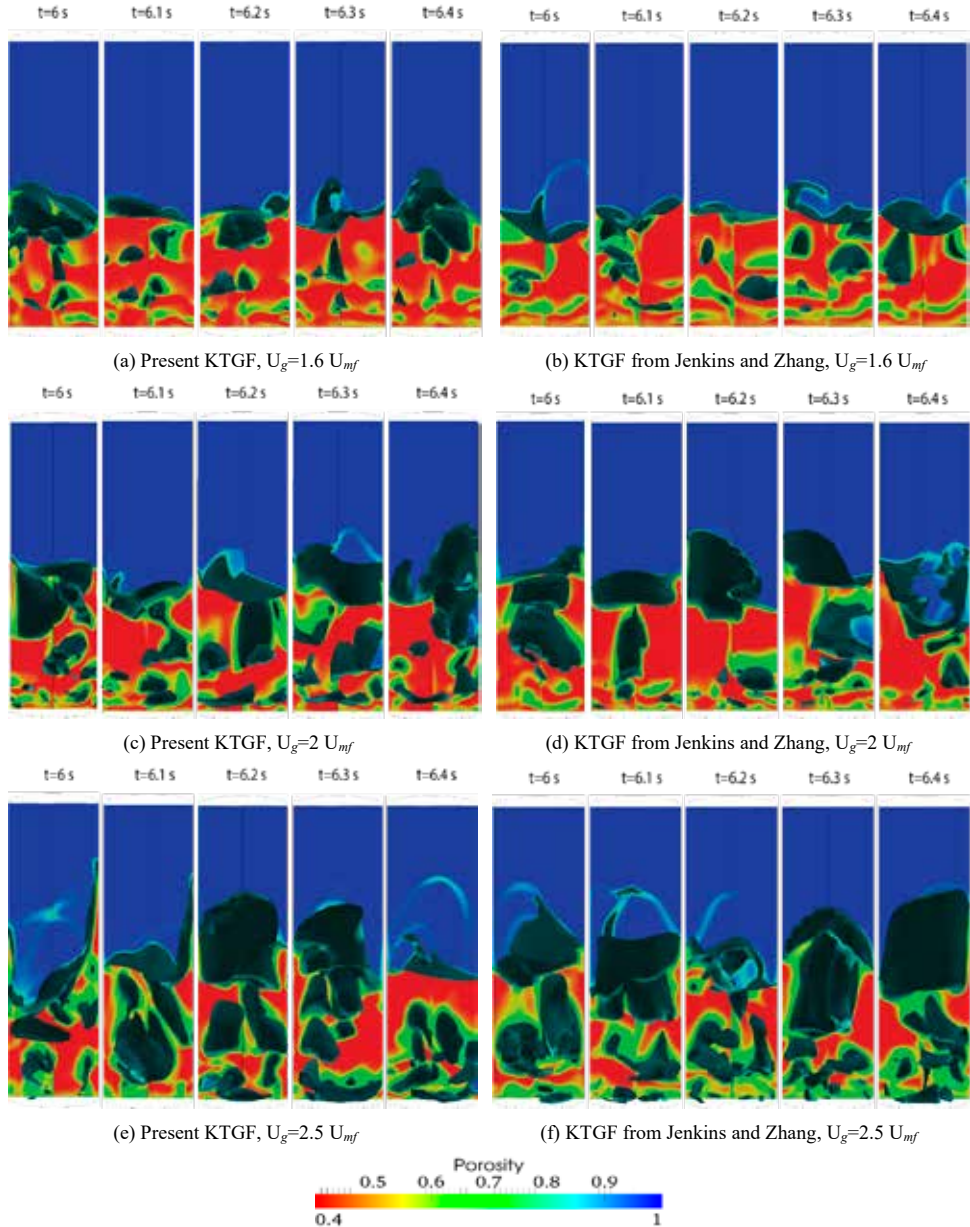 t=6 s t=6.1 s t=6.2 s t=6.3 s t=6.4 s t=6 s t=6.1 s t=6.2 s t=6.3 s t=6.4 s
(a) Present KTGF, Ug=1.6 Umf (b) KTGF from Jenkins and Zhang, Ug=1.6 Umf
t=6 s t=6.1 s t=6.2 s t=6.3 s t=6.4 s t=6 s t=6.1 s t=6.2 s t=6.3 s t=6.4 s
(c) Present KTGF, Ug=2 Umf (d) KTGF from Jenkins and Zhang, Ug=2 Umf
t=6 s t=6.1 s t=6.2 s t=6.3 s t=6.4 s t=6 s t=6.1 s t=6.2 s t=6.3 s t=6.4 s
(e) Present KTGF, Ug=2.5 Umf (f) KTGF from Jenkins and Zhang, Ug=2.5 Umf
Porosity
0.5 0.6 0.7 0.8 0.9
0.4 1